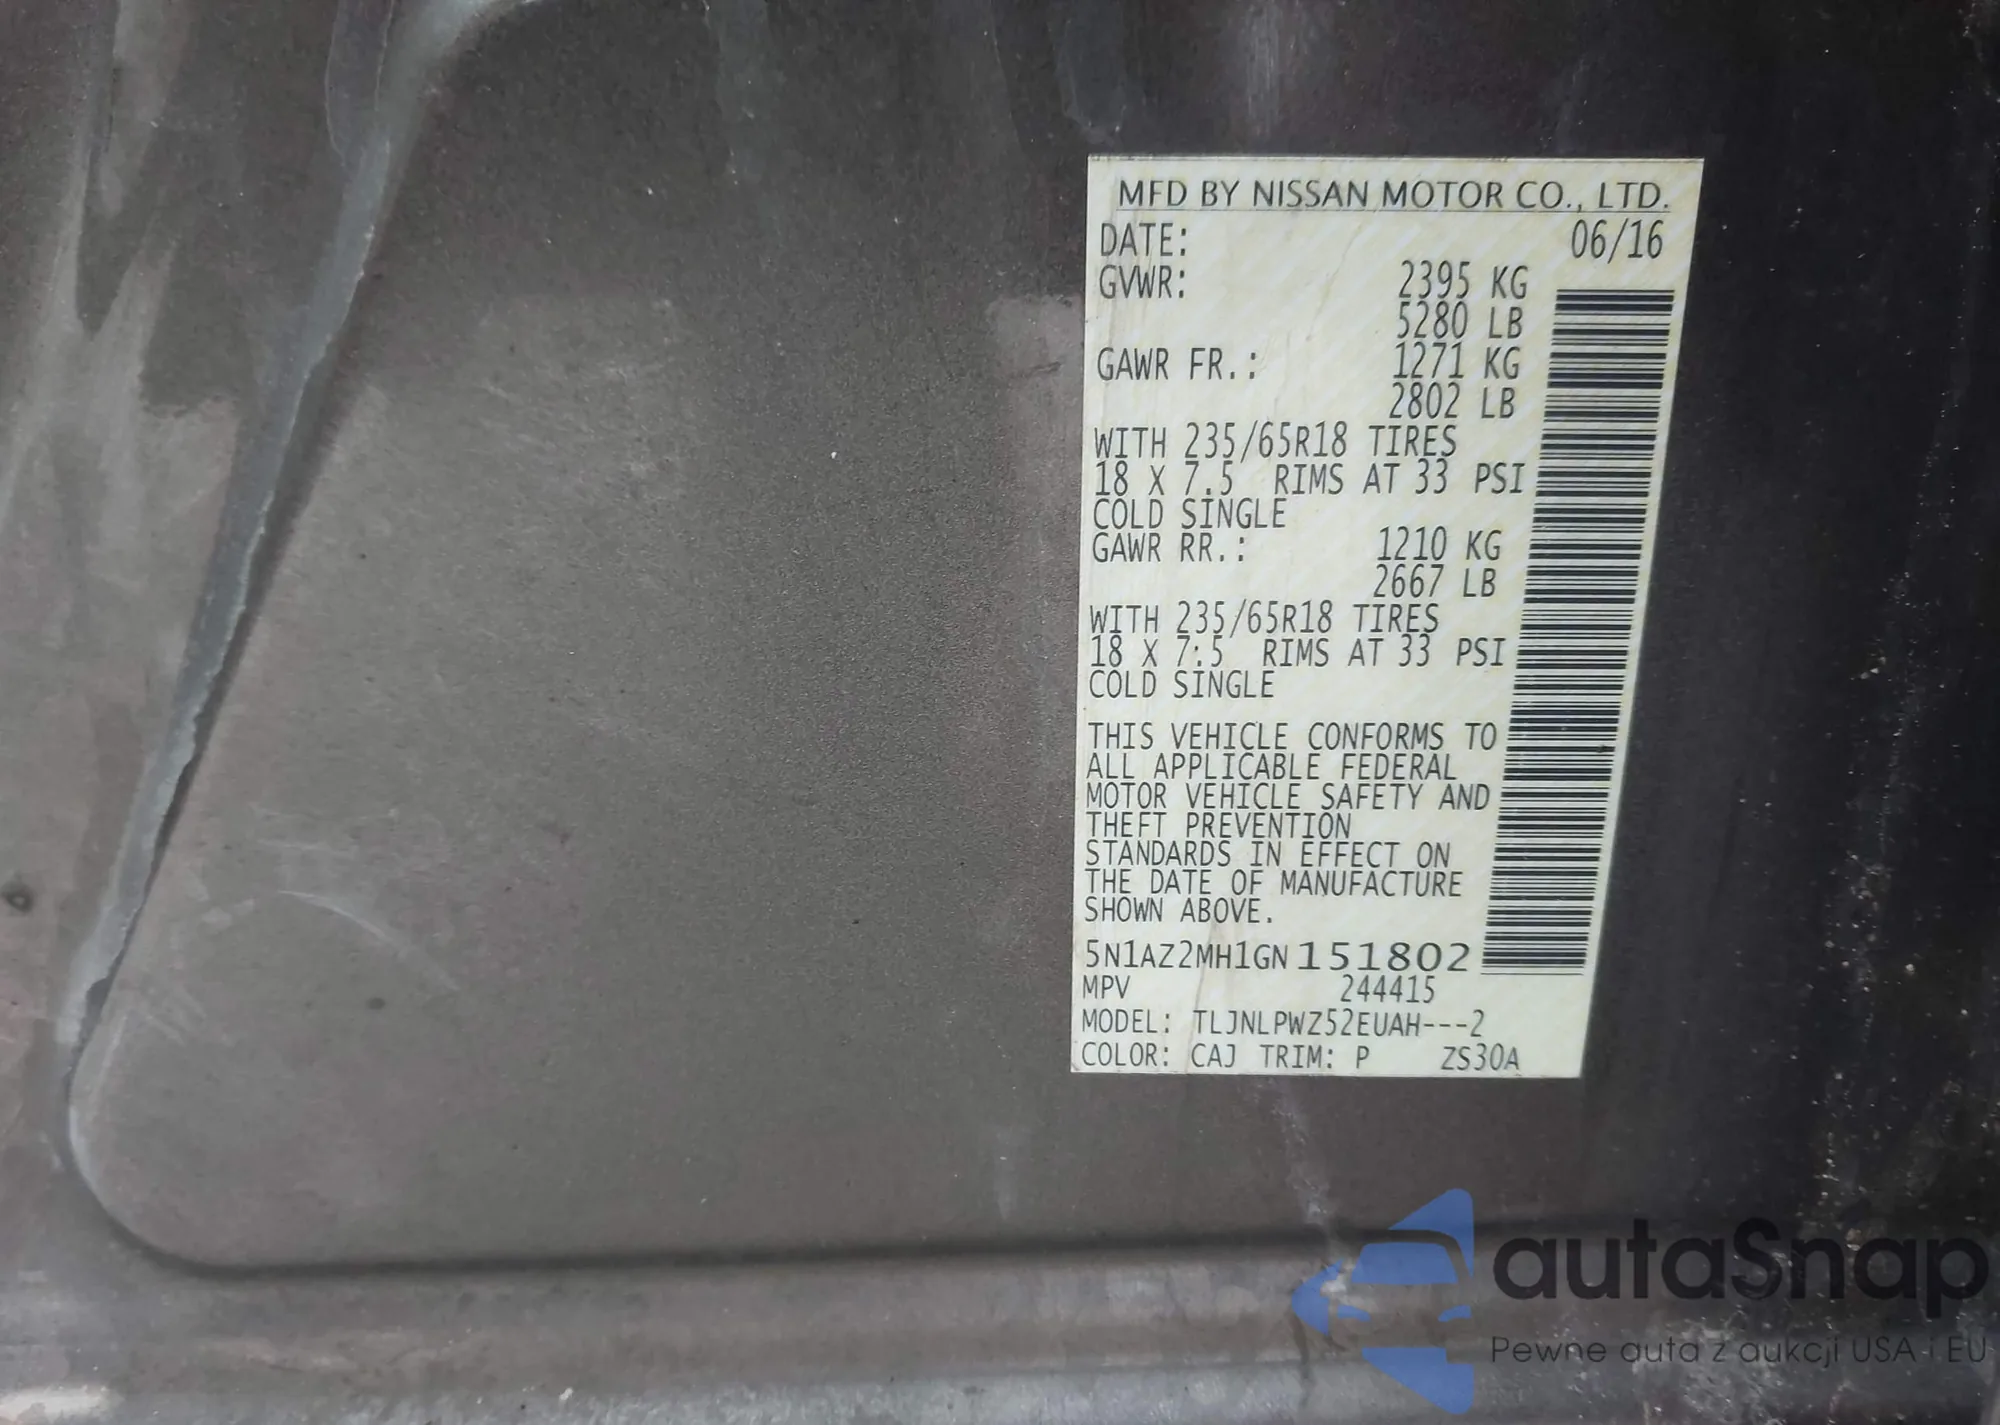 MFD BY NISSAN MOTOR CO., LTD.
DATE: 06/16
GVWR: 2395 KG
5280 LB
GAWR FR.: 1271 KG
2802 LB
WITH 235/65R18 TIRES
18 X 7.5 RIMS AT 33 PSI
COLD SINGLE
GAWR RR.: 1210 KG
2667 LB
WITH 235/65R18 TIRES
18 X 7.5 RIMS AT 33 PSI
COLD SINGLE
THIS VEHICLE CONFORMS TO
ALL APPLICABLE FEDERAL
MOTOR VEHICLE SAFETY AND
THEFT PREVENTION
STANDARDS IN EFFECT ON
THE DATE OF MANUFACTURE
SHOWN ABOVE.
5N1AZ2MH1GN151802
MPV 244415
MODEL: TLJNLPWZ52EUAH---2
COLOR: CAJ TRIM: P ZS30A
autaSnap
Pewne auta z aukcji USA i EU